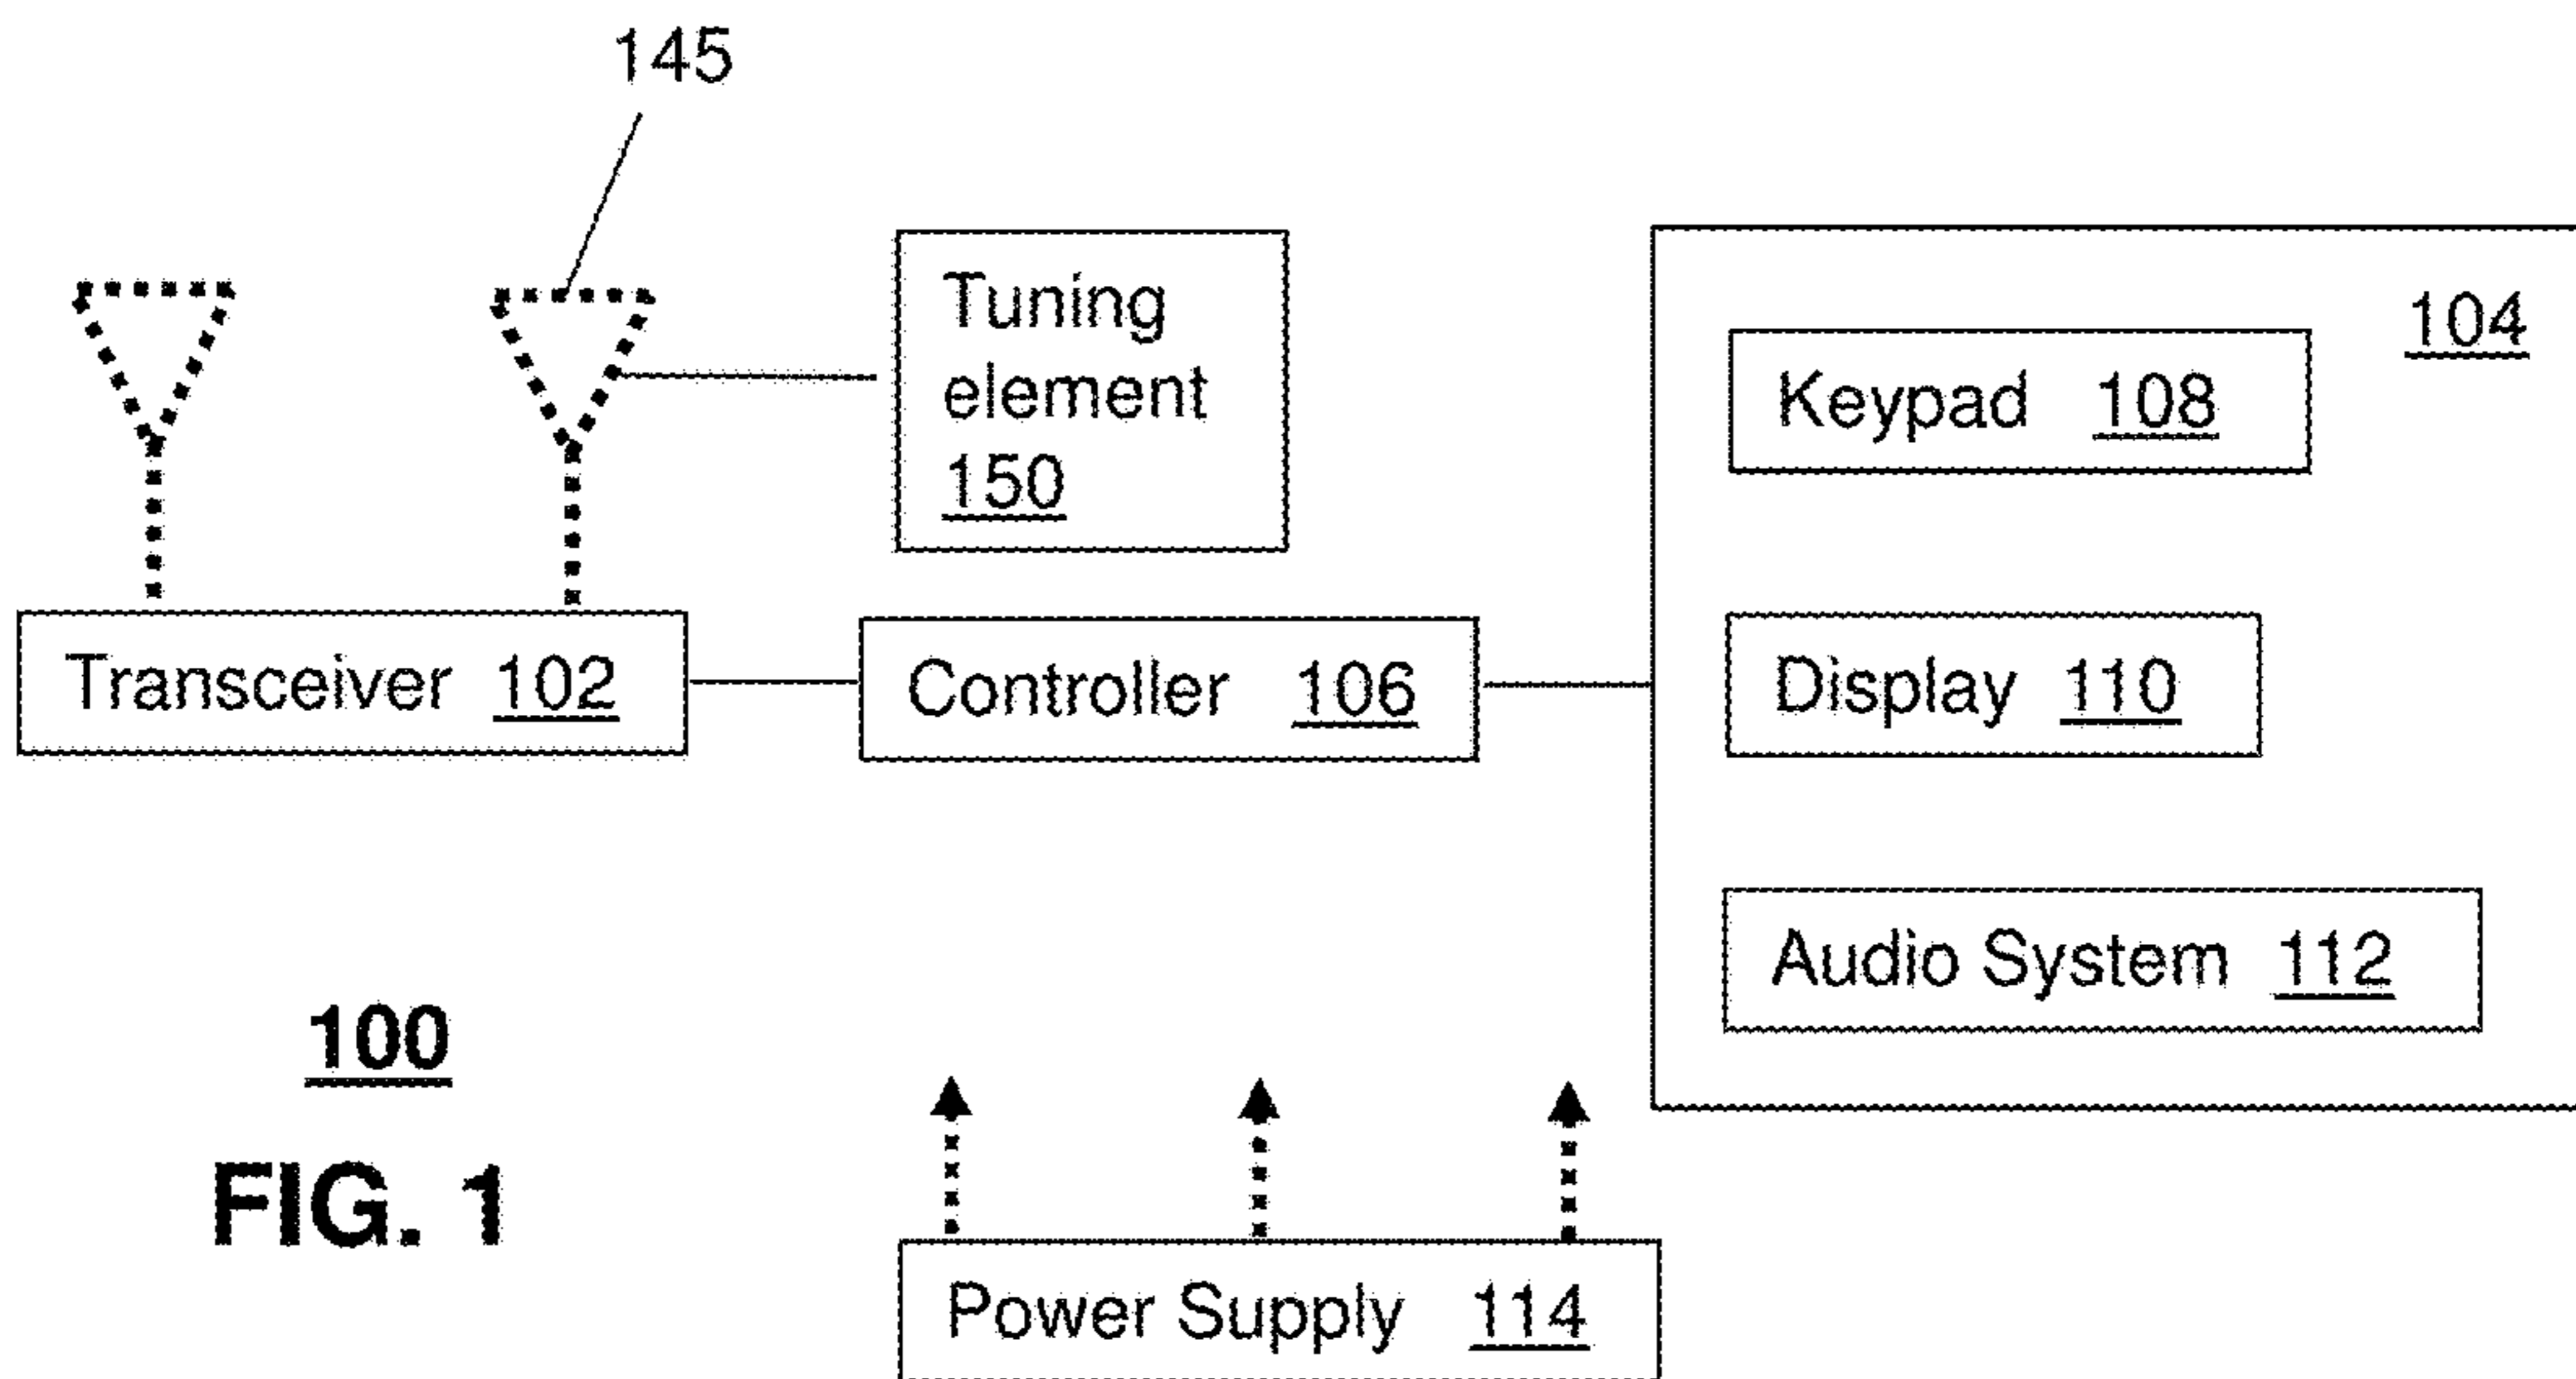 145
Tuning
element
150
104
Keypad 108
Transceiver 102
Controller 106
Display 110
Audio System 112
100
FIG. 1
Power Supply 114